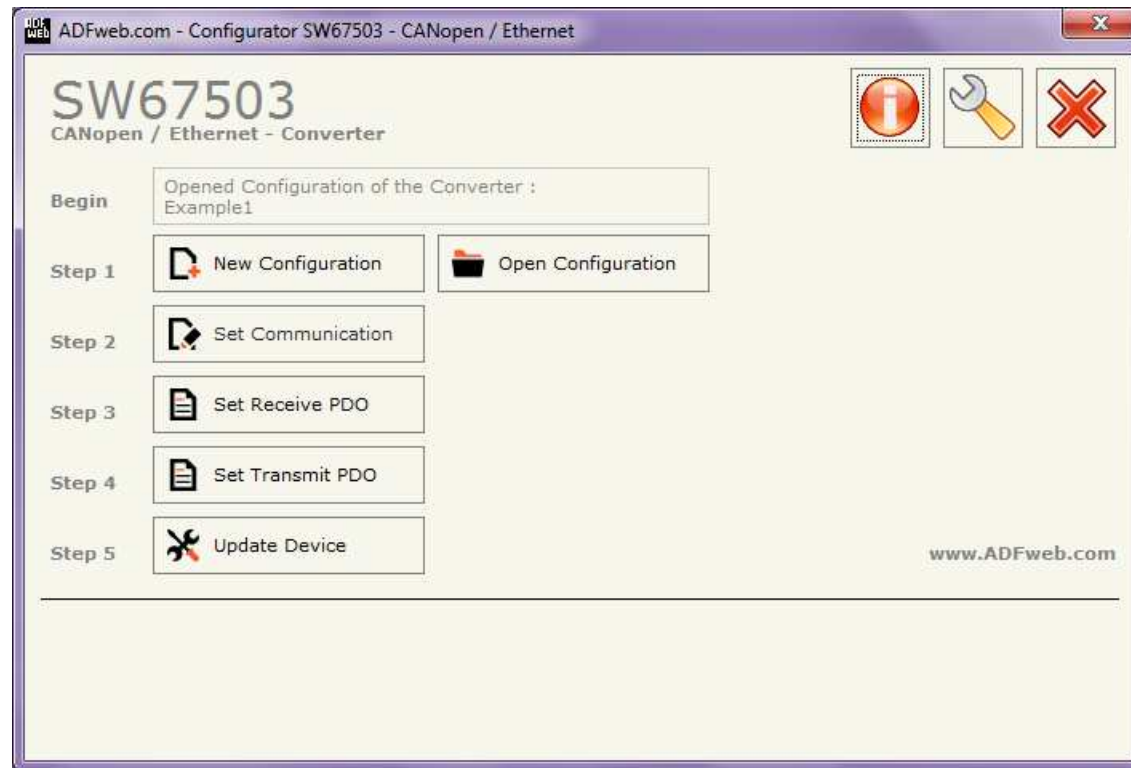 ADF
WEB
ADFweb.com - Configurator SW67503 - CANopen / Ethernet
SW67503
CANopen / Ethernet - Converter
Begin
Opened Configuration of the Converter :
Example1
Step 1
New Configuration
Open Configuration
Step 2
Set Communication
Step 3
Set Receive PDO
Step 4
Set Transmit PDO
Step 5
Update Device
www.ADFweb.com